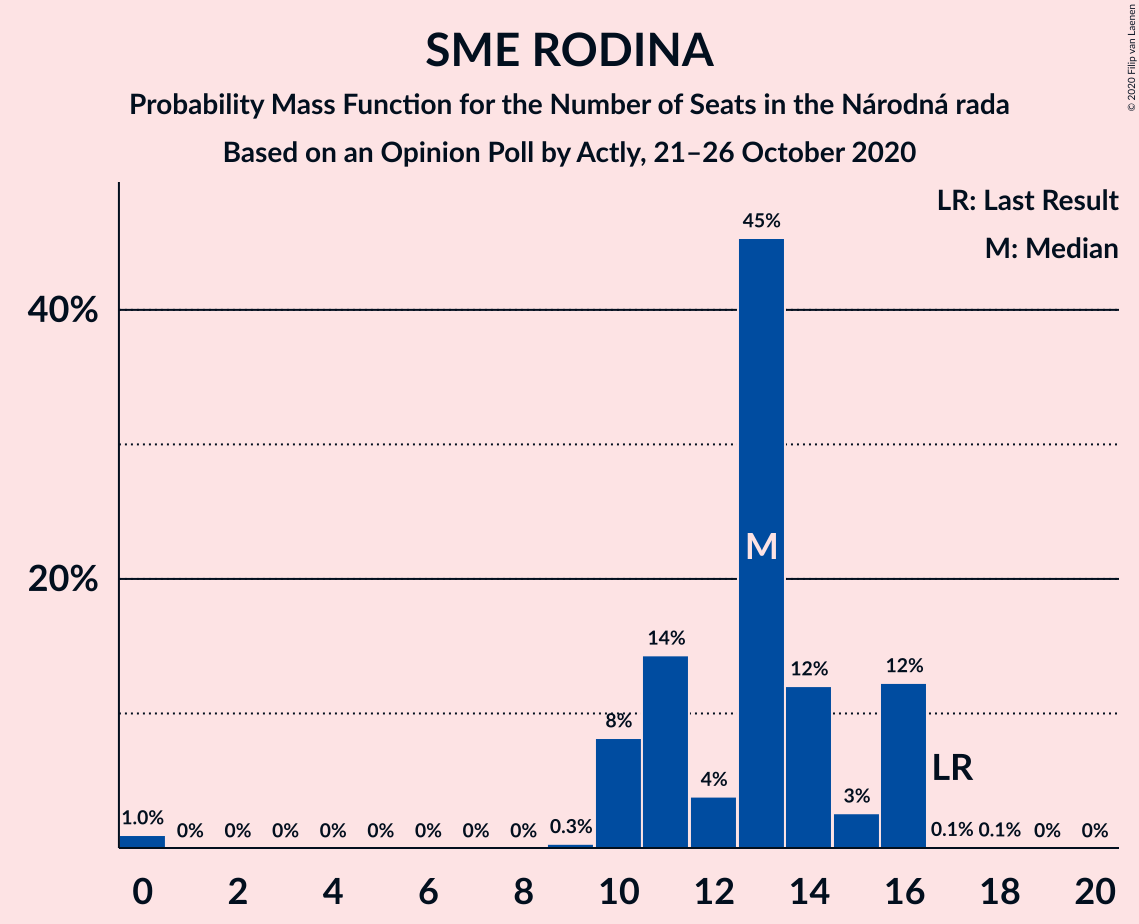 SME RODINA
Probability Mass Function for the Number of Seats in the Národná rada
Based on an Opinion Poll by Actly, 21–26 October 2020
© 2020 Filip van Laenen
LR: Last Result
M: Median
40%
20%
1.0%
0%
0%
0%
0%
0%
0%
0%
0%
0.3%
8%
14%
4%
45%
M
12%
3%
12%
LR
0.1%
0.1%
0%
0%
0 2 4 6 8 10 12 14 16 18 20